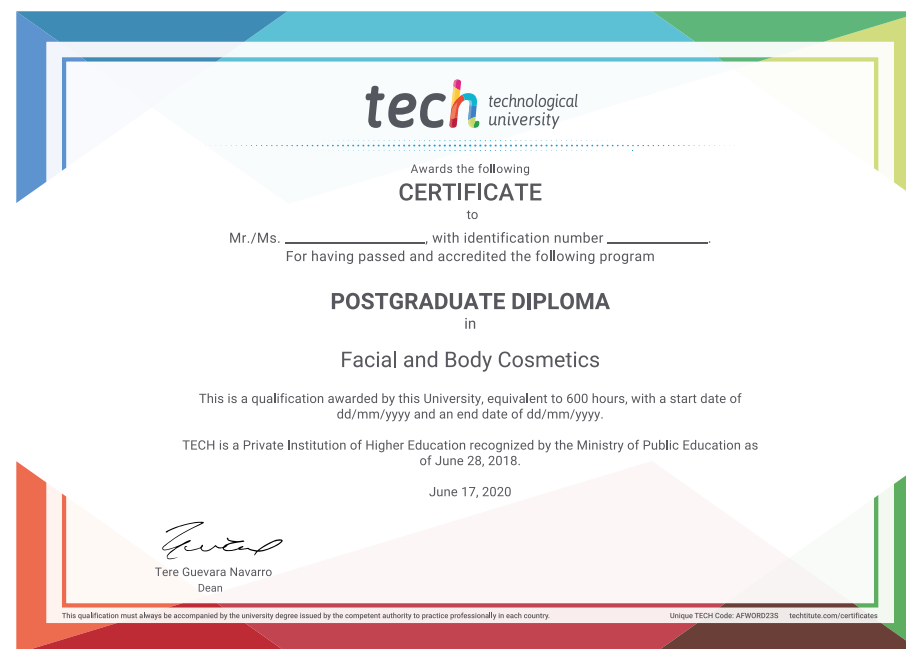 tech technological
university
Awards the following
CERTIFICATE
to
Mr./Ms. ____________________, with identification number ______________.
For having passed and accredited the following program
POSTGRADUATE DIPLOMA
in
Facial and Body Cosmetics
This is a qualification awarded by this University, equivalent to 600 hours, with a start date of
dd/mm/yyyy and an end date of dd/mm/yyyy.
TECH is a Private Institution of Higher Education recognized by the Ministry of Public Education as
of June 28, 2018.
June 17, 2020
Tere Guevara Navarro
Dean
This qualification must always be accompanied by the university degree issued by the competent authority to practice professionally in each country. Unique TECH Code: AFWORD23S techtitute.com/certificates